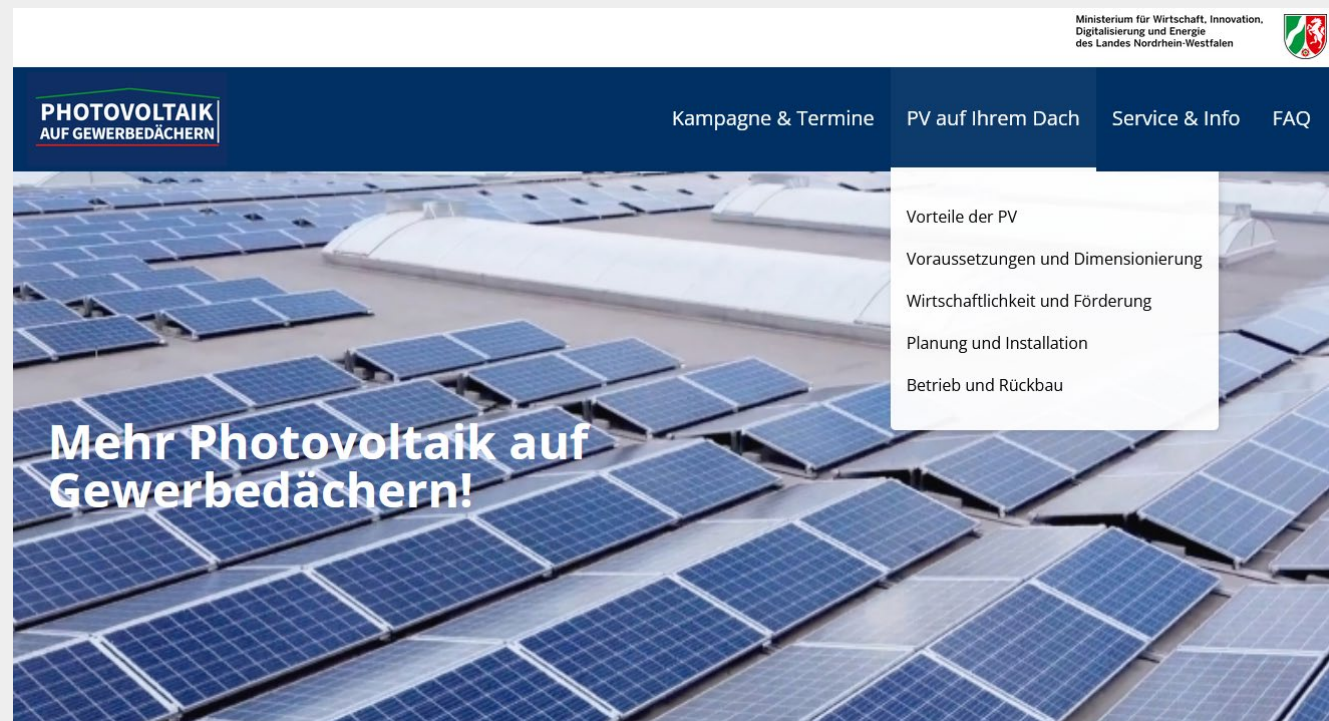 Ministerium für Wirtschaft, Innovation,
Digitalisierung und Energie
des Landes Nordrhein-Westfalen
PHOTOVOLTAIK
AUF GEWERBEDÄCHERN
Kampagne & Termine
PV auf Ihrem Dach
Service & Info
FAQ
Vorteile der PV
Voraussetzungen und Dimensionierung
Wirtschaftlichkeit und Förderung
Planung und Installation
Betrieb und Rückbau
Mehr Photovoltaik auf
Gewerbedächern!